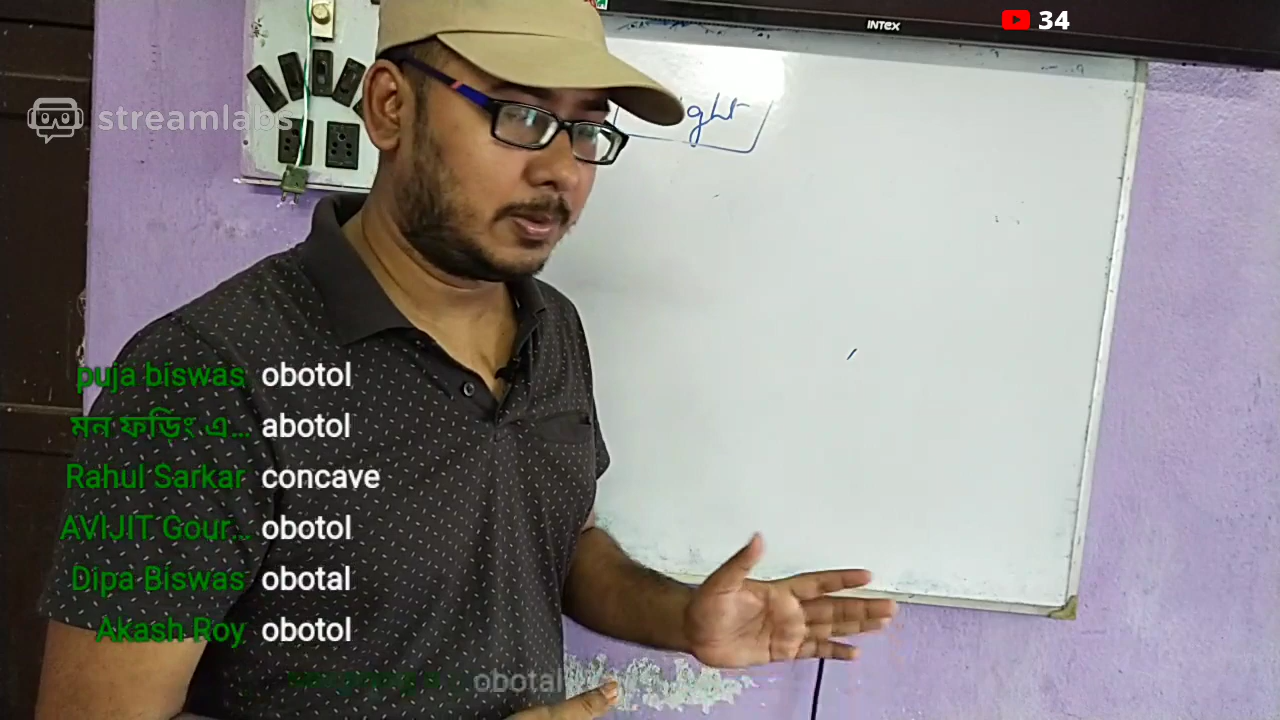 INTEX
34
streamlabs
ght
puja biswas obotol
মন ফড়িং এ... abotol
Rahul Sarkar concave
AVIJIT Gour... obotol
Dipa Biswas obotal
Akash Roy obotol
obotal